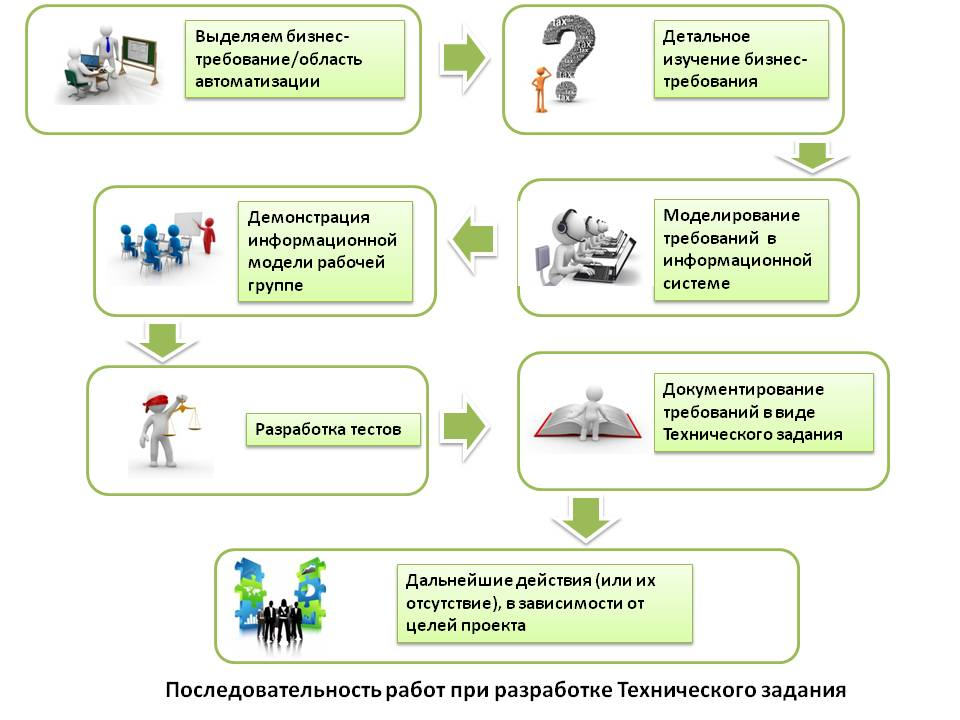 Выделяем бизнес-
требование/область
автоматизации
Детальное
изучение бизнес-
требования
Моделирование
требований в
информационной
системе
Демонстрация
информационной
модели рабочей
группе
Разработка тестов
Документирование
требований в виде
Технического задания
Дальнейшие действия (или их
отсутствие), в зависимости от
целей проекта
Последовательность работ при разработке Технического задания